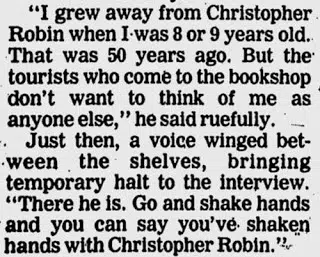 "I grew away from Christopher
Robin when I was 8 or 9 years old.
That was 50 years ago. But the
tourists who come to the bookshop
don't want to think of me as
anyone else," he said ruefully.
Just then, a voice winged bet-
ween the shelves, bringing
temporary halt to the interview.
"There he is. Go and shake hands
and you can say you've shaken
hands with Christopher Robin."